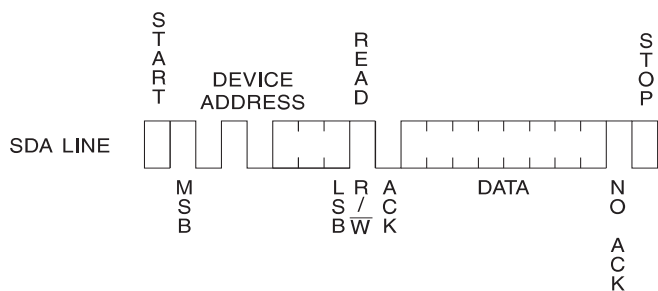 START
DEVICE
ADDRESS
READ
STOP
SDA LINE
MSB
LSB
R/W̅
ACK
DATA
NO ACK